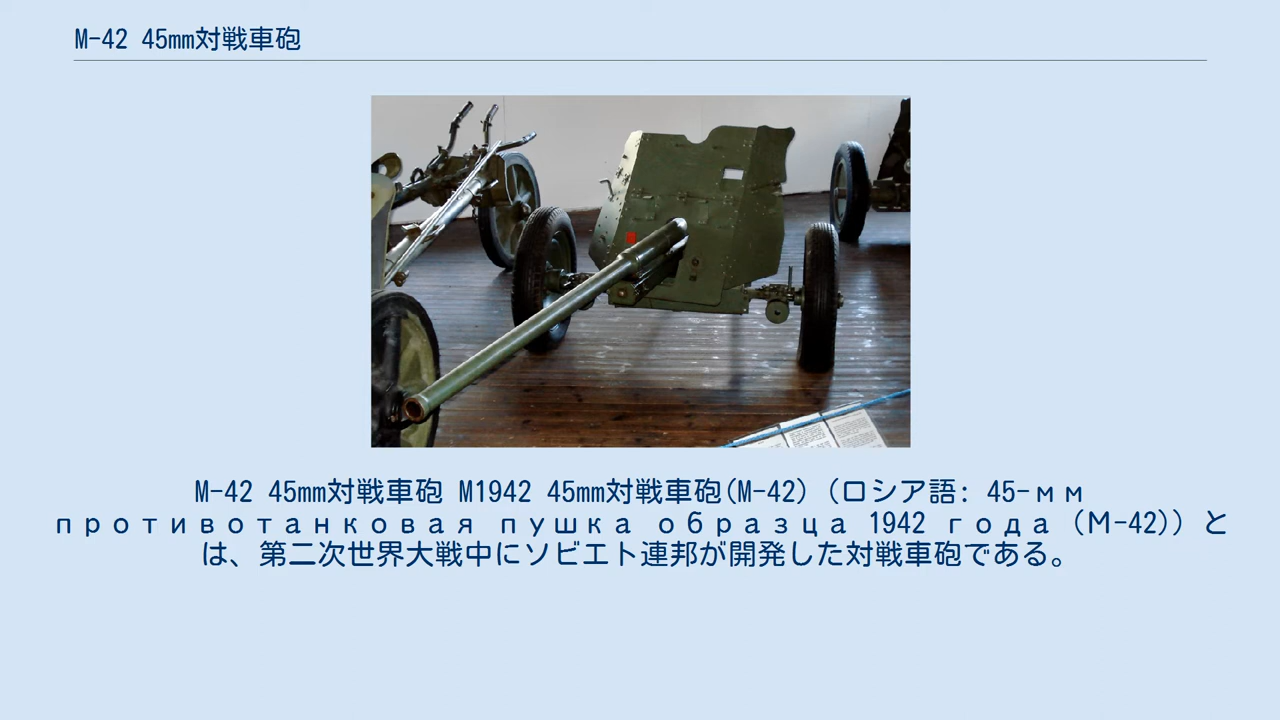 M-42 45mm対戦車砲
M-42 45mm対戦車砲 M1942 45mm対戦車砲(M-42) (ロシア語: 45-мм
противотанковая пушка образца 1942 года (М-42)) と
は、第二次世界大戦中にソビエト連邦が開発した対戦車砲である。